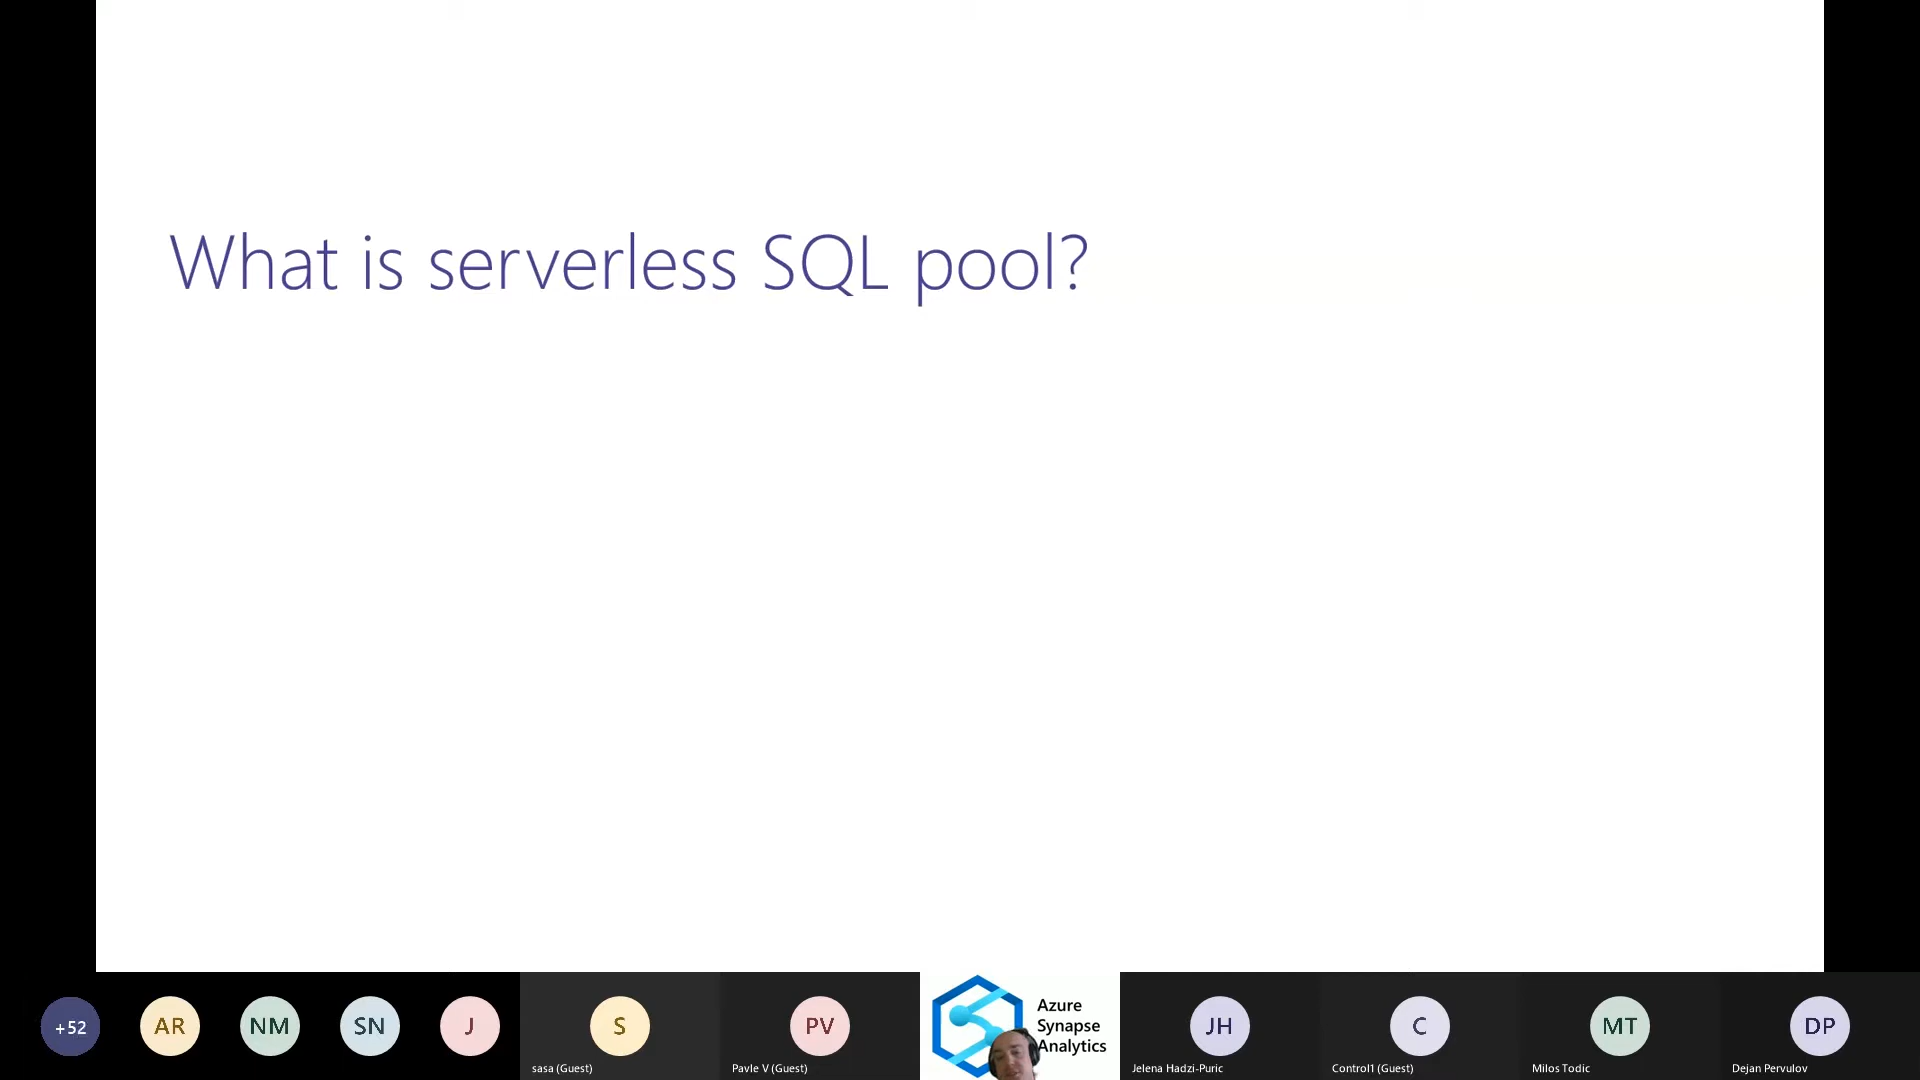 What is serverless SQL pool?
+52
AR
NM
SN
J
S
sasa (Guest)
PV
Pavle V (Guest)
Azure
Synapse
Analytics
JH
Jelena Hadzi-Puric
C
Control1 (Guest)
MT
Milos Todic
DP
Dejan Pervulov